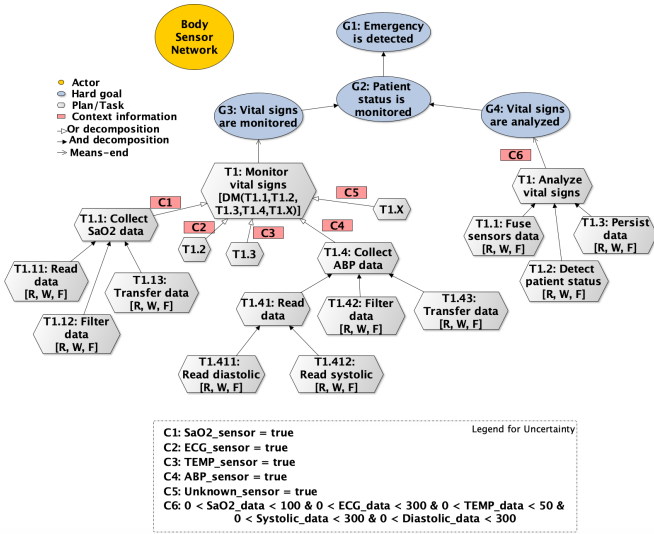 Body
Sensor
Network
G1: Emergency
is detected
G2: Patient
status is
monitored
G3: Vital signs
are monitored
G4: Vital signs
are analyzed
Actor
Hard goal
Plan/Task
Context information
Or decomposition
And decomposition
Means-end
C6
T1: Monitor
vital signs
[DM(T1.1,T1.2,
T1.3,T1.4,T1.X)]
T1: Analyze
vital signs
C1
C5
T1.X
C2
C3
C4
T1.1: Collect
SaO2 data
T1.2
T1.3
T1.4: Collect
ABP data
T1.1: Fuse
sensors data
[R, W, F]
T1.3: Persist
data
[R, W, F]
T1.2: Detect
patient status
[R, W, F]
T1.11: Read
data
[R, W, F]
T1.13:
Transfer data
[R, W, F]
T1.12: Filter
data
[R, W, F]
T1.41: Read
data
T1.42: Filter
data
[R, W, F]
T1.43:
Transfer data
[R, W, F]
T1.411:
Read diastolic
[R, W, F]
T1.412:
Read systolic
[R, W, F]
Legend for Uncertainty
C1: SaO2_sensor = true
C2: ECG_sensor = true
C3: TEMP_sensor = true
C4: ABP_sensor = true
C5: Unknown_sensor = true
C6: 0 < SaO2_data < 100 & 0 < ECG_data < 300 & 0 < TEMP_data < 50 &
0 < Systolic_data < 300 & 0 < Diastolic_data < 300